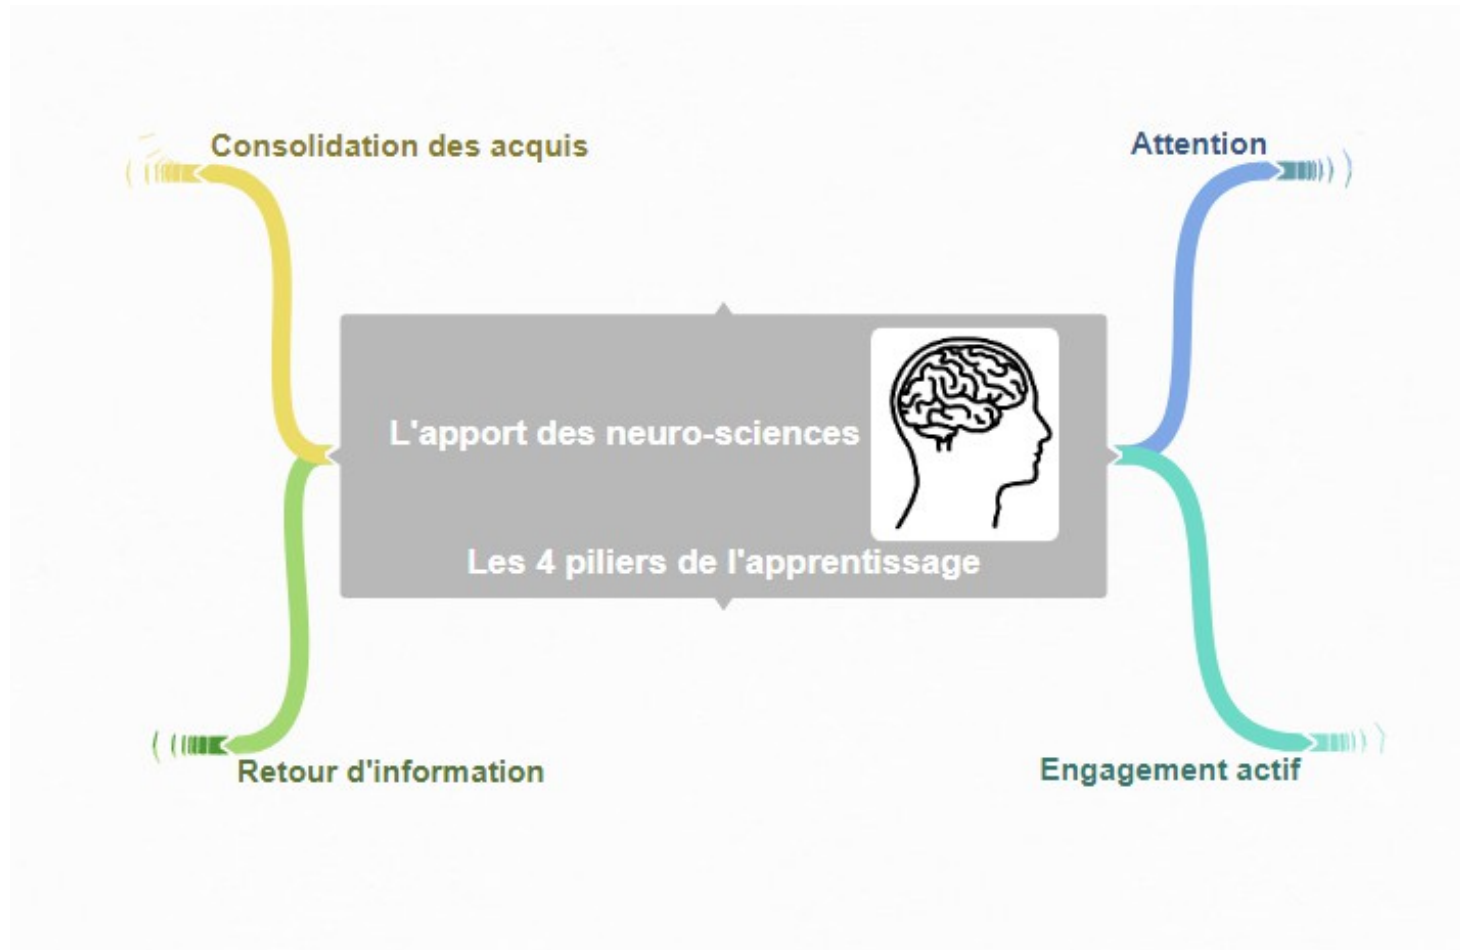 Consolidation des acquis
Attention
L'apport des neuro-sciences
Les 4 piliers de l'apprentissage
Retour d'information
Engagement actif